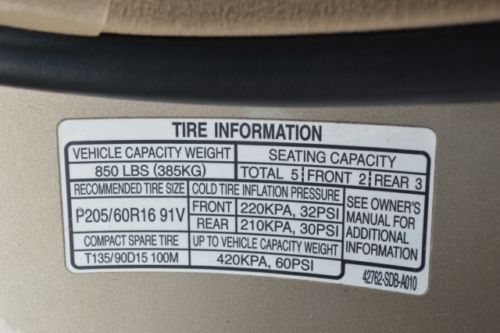 TIRE INFORMATION
VEHICLE CAPACITY WEIGHT
850 LBS (385KG)
SEATING CAPACITY
TOTAL 5 FRONT 2 REAR 3
RECOMMENDED TIRE SIZE
P205/60R16 91V
COLD TIRE INFLATION PRESSURE
FRONT 220KPA, 32PSI
REAR 210KPA, 30PSI
SEE OWNER'S
MANUAL FOR
ADDITIONAL
INFORMATION
COMPACT SPARE TIRE
T135/90D15 100M
UP TO VEHICLE CAPACITY WEIGHT
420KPA, 60PSI
42762-SDB-A010